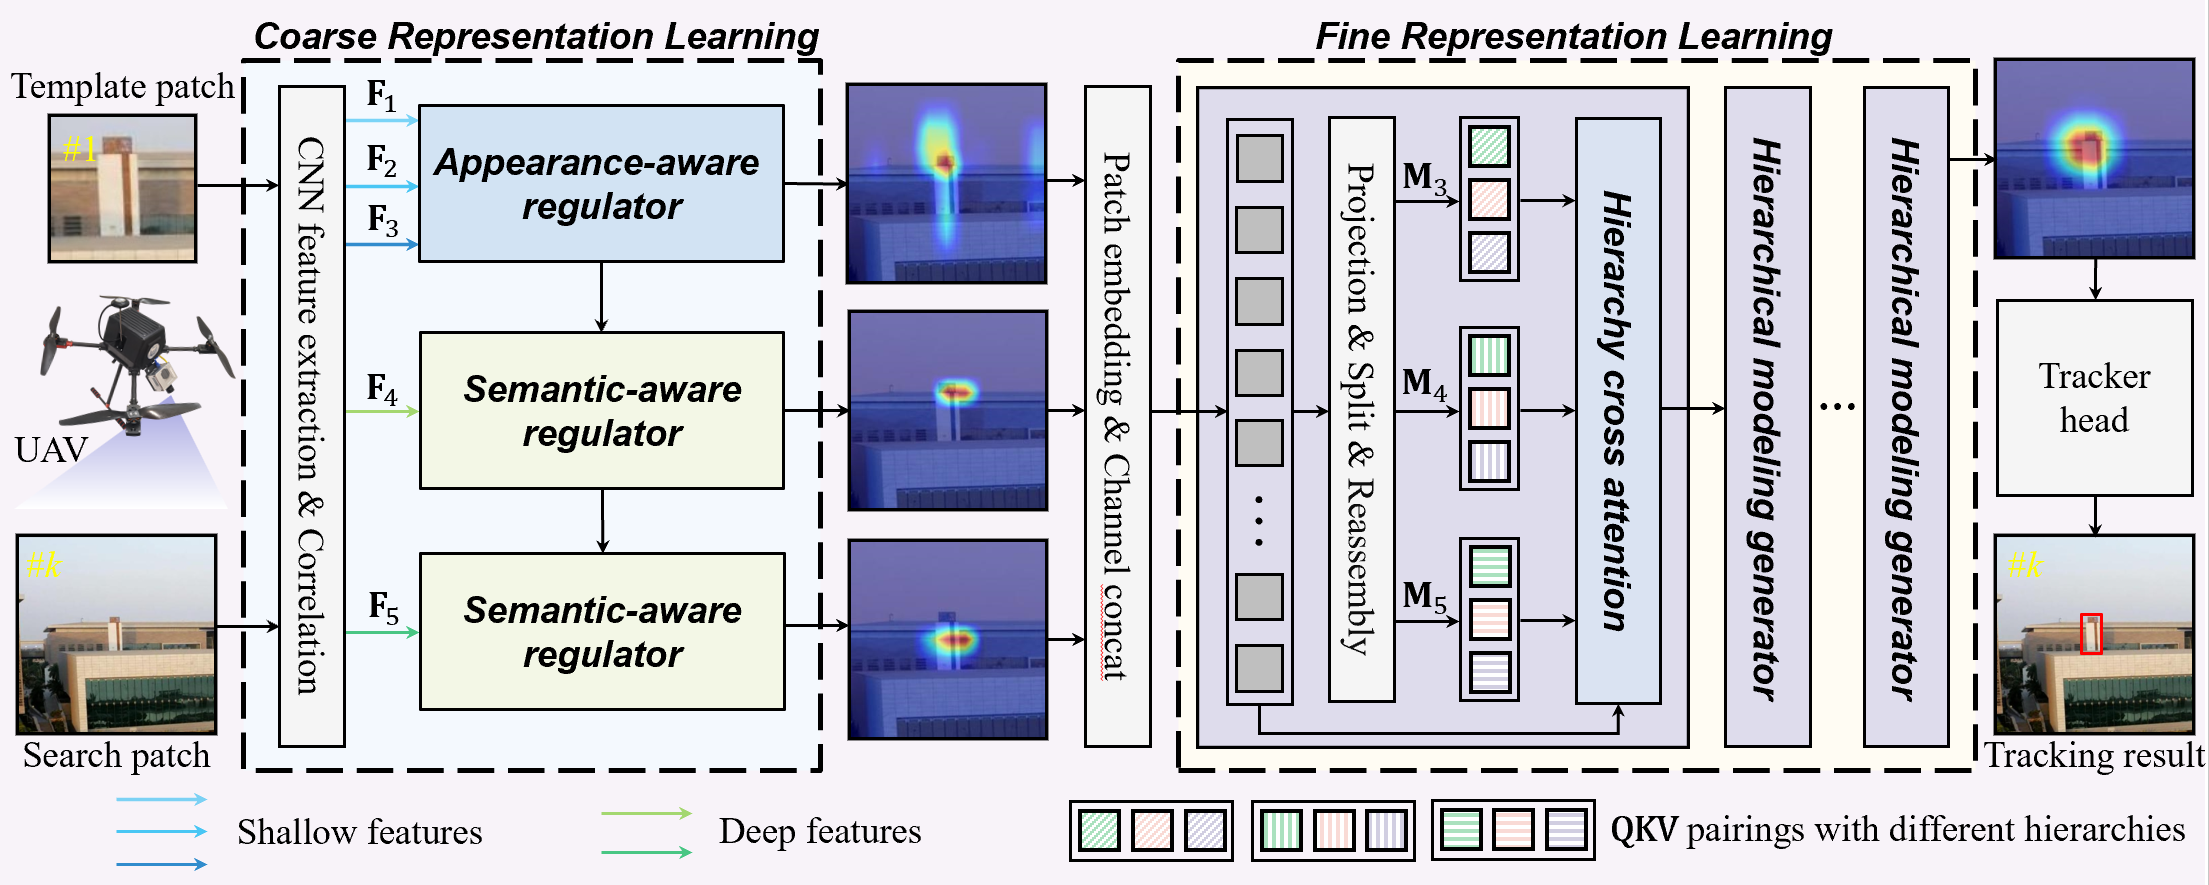 Coarse Representation Learning
Fine Representation Learning
Template patch
#1
UAV
#k
Search patch
CNN feature extraction & Correlation
F1
F2
F3
F4
F5
Appearance-aware
regulator
Semantic-aware
regulator
Semantic-aware
regulator
Patch embedding & Channel concat
Projection & Split & Reassembly
M3
M4
M5
Hierarchy cross attention
Hierarchical modeling generator
...
Hierarchical modeling generator
Tracker
head
#k
Tracking result
Shallow features
Deep features
QKV pairings with different hierarchies